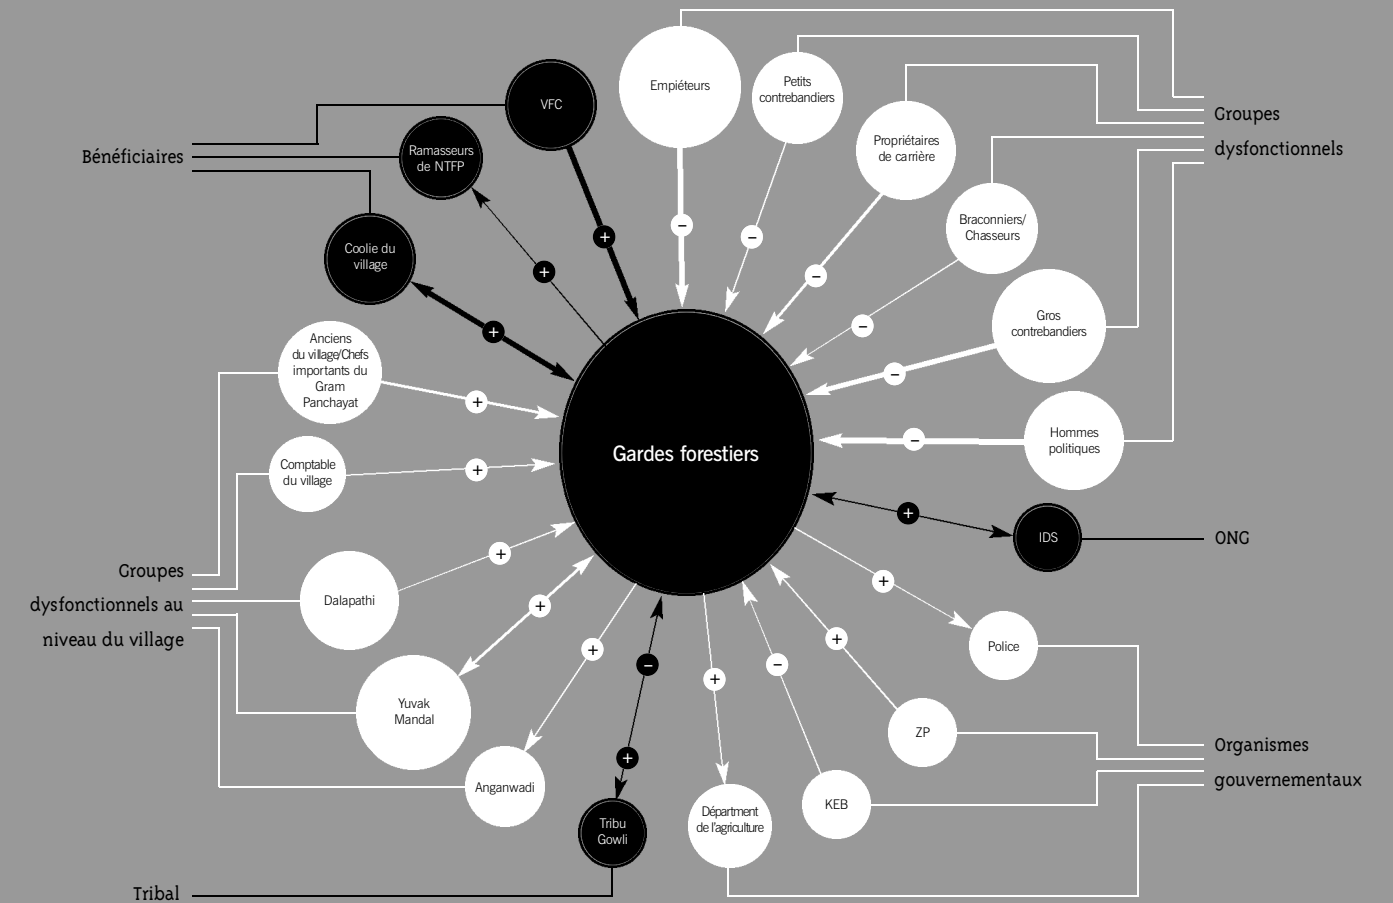 Empiéteurs
Petits
contrebandiers
VFC
Groupes
dysfonctionnels
Propriétaires
de carrière
Ramasseurs
de NTFP
Bénéficiaires
Braconniers/
Chasseurs
Coolie du
village
Gros
contrebandiers
Anciens
du village/Chefs
importants du
Gram
Panchayat
Hommes
politiques
Gardes forestiers
Comptable
du village
IDS
ONG
Groupes
dysfonctionnels au
niveau du village
Dalapathi
Police
Yuvak
Mandal
ZP
Organismes
gouvernementaux
Anganwadi
KEB
Tribu
Gowli
Départment
de l'agriculture
Tribal